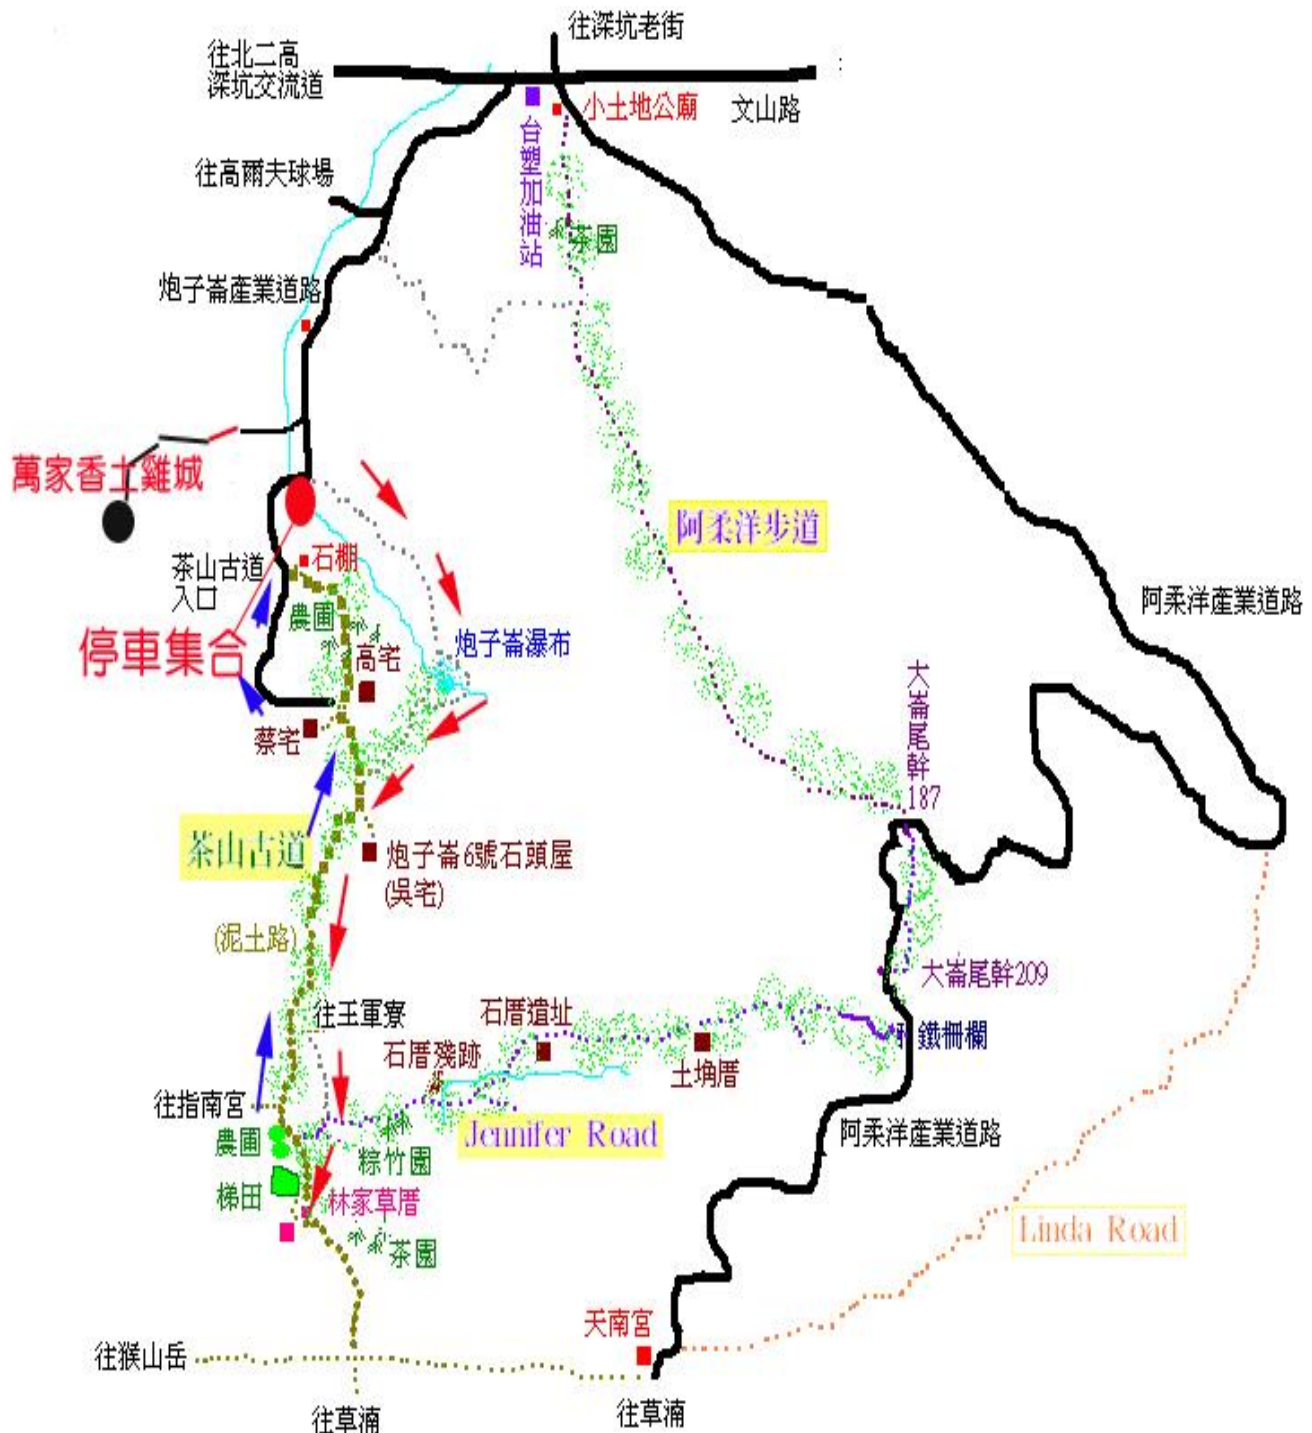 往深坑老街
往北二高
深坑交流道
小土地公廟
文山路
台塑加油站
往高爾夫球場
茶園
炮子崙產業道路
萬家香土雞城
阿柔洋步道
石棚
茶山古道
入口
阿柔洋產業道路
農圃
停車集合
高宅
炮子崙瀑布
大崙尾幹
187
蔡宅
茶山古道
炮子崙6號石頭屋
(吳宅)
(泥土路)
大崙尾幹209
往王軍寮
石厝遺址
鐵柵欄
石厝殘跡
土埆厝
往指南宮
Jennifer Road
阿柔洋產業道路
農圃
粽竹園
梯田
林家草厝
Linda Road
茶園
天南宮
往猴山岳
往草湳
往草湳